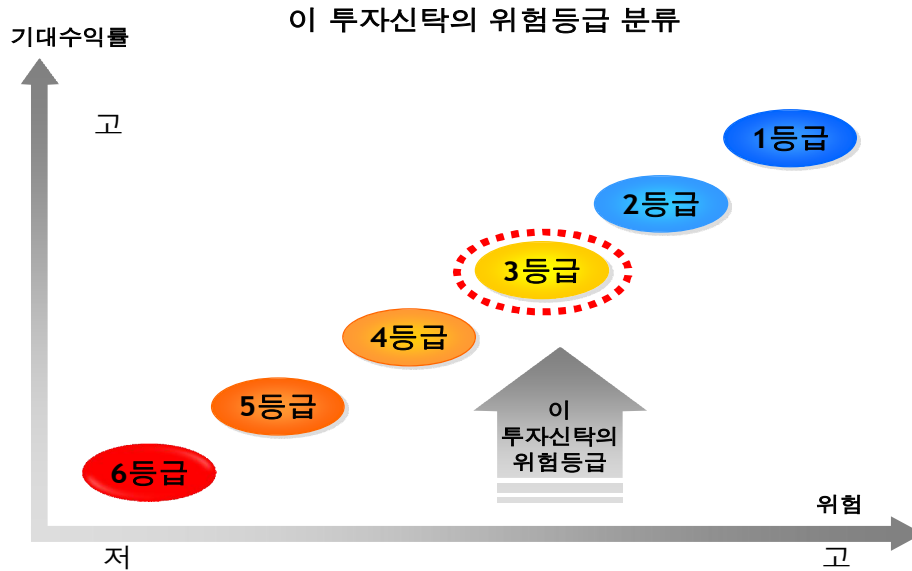 이 투자신탁의 위험등급 분류
기대수익률
고
1등급
2등급
3등급
4등급
5등급
6등급
이
투자신탁의
위험등급
위험
저
고